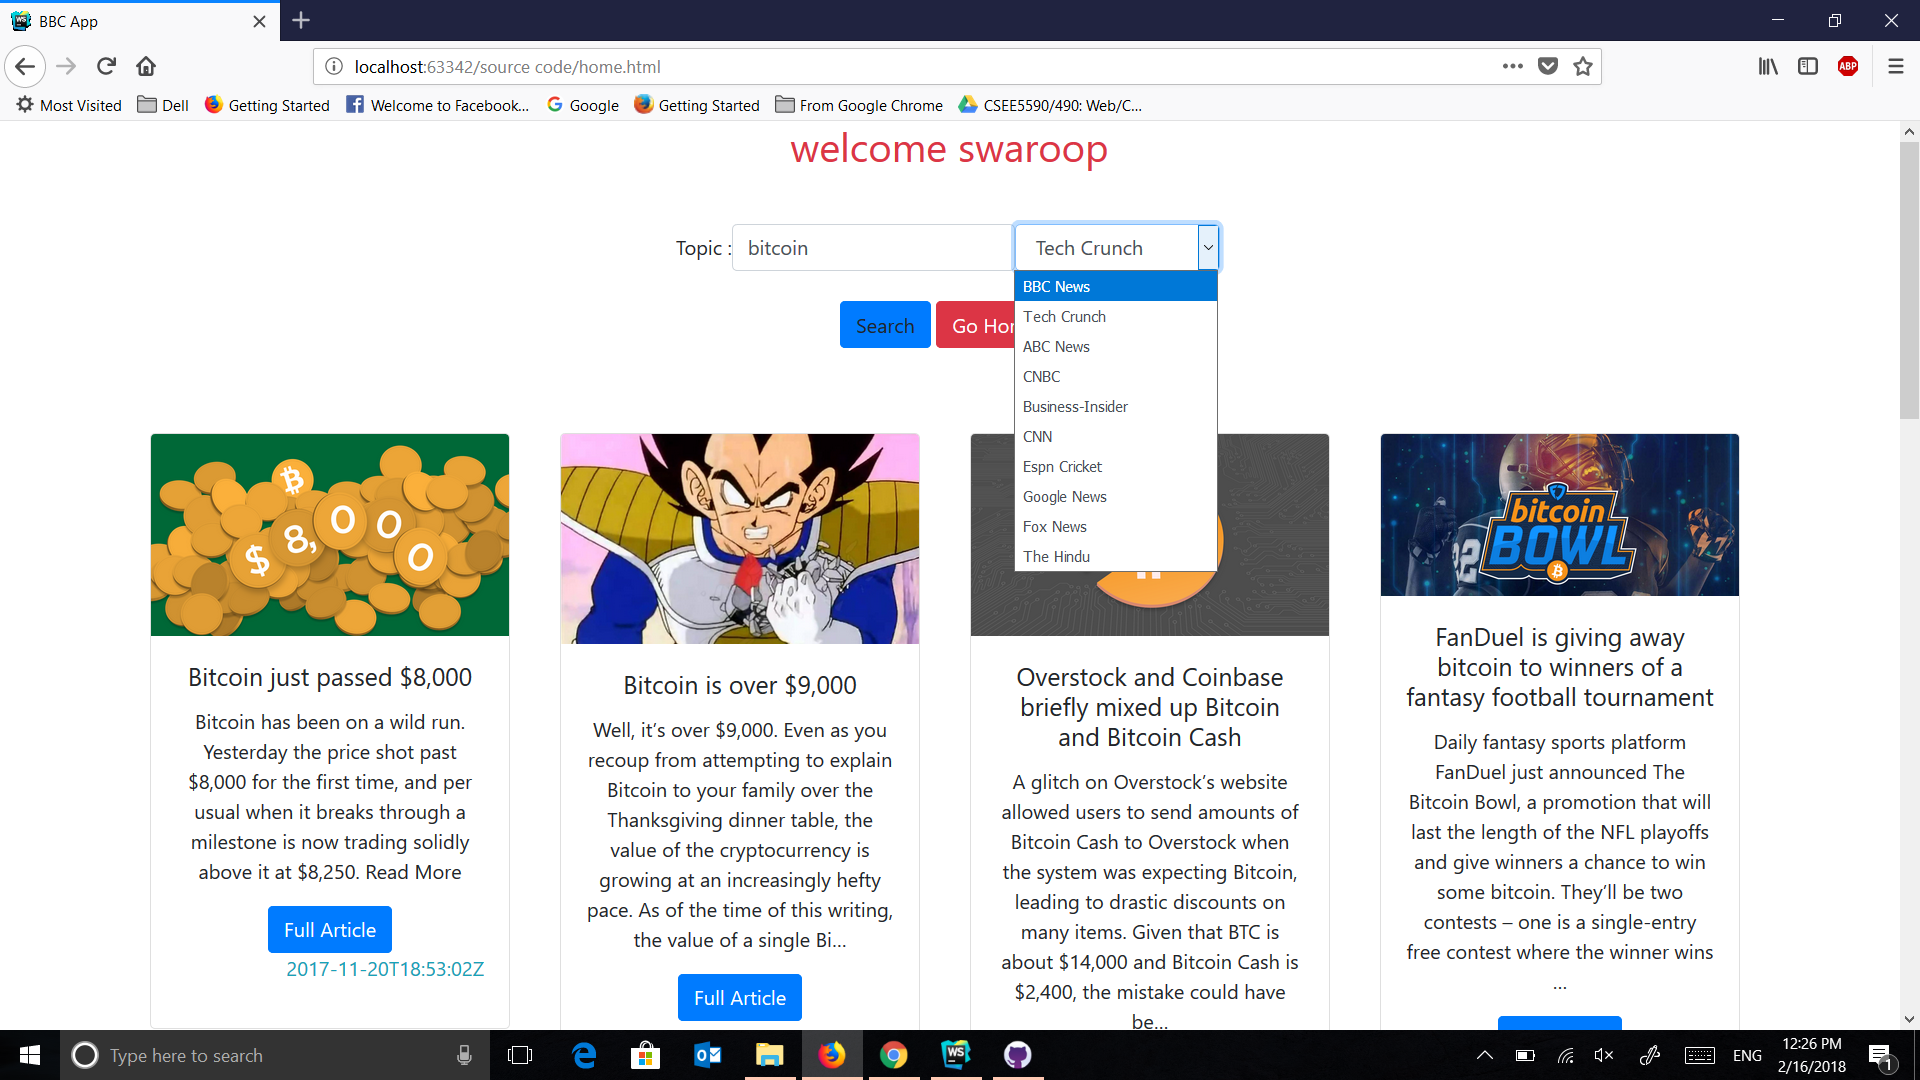 BBC App
localhost:63342/source code/home.html
ABP
Most Visited Dell Getting Started Welcome to Facebook... Google Getting Started From Google Chrome CSEE5590/490: Web/C...
welcome swaroop
Topic : bitcoin Tech Crunch
BBC News
Tech Crunch
ABC News
CNBC
Business-Insider
CNN
Espn Cricket
Google News
Fox News
The Hindu
Search Go Hor
$8,000
Bitcoin just passed $8,000
Bitcoin has been on a wild run.
Yesterday the price shot past
$8,000 for the first time, and per
usual when it breaks through a
milestone is now trading solidly
above it at $8,250. Read More
Full Article
2017-11-20T18:53:02Z
Bitcoin is over $9,000
Well, it’s over $9,000. Even as you
recoup from attempting to explain
Bitcoin to your family over the
Thanksgiving dinner table, the
value of the cryptocurrency is
growing at an increasingly hefty
pace. As of the time of this writing,
the value of a single Bi…
Full Article
Overstock and Coinbase
briefly mixed up Bitcoin
and Bitcoin Cash
A glitch on Overstock’s website
allowed users to send amounts of
Bitcoin Cash to Overstock when
the system was expecting Bitcoin,
leading to drastic discounts on
many items. Given that BTC is
about $14,000 and Bitcoin Cash is
$2,400, the mistake could have
be…
bitcoin
BOWL
FanDuel is giving away
bitcoin to winners of a
fantasy football tournament
Daily fantasy sports platform
FanDuel just announced The
Bitcoin Bowl, a promotion that will
last the length of the NFL playoffs
and give winners a chance to win
some bitcoin. They’ll be two
contests – one is a single-entry
free contest where the winner wins
…
Type here to search
WS
ENG
12:26 PM
2/16/2018
1